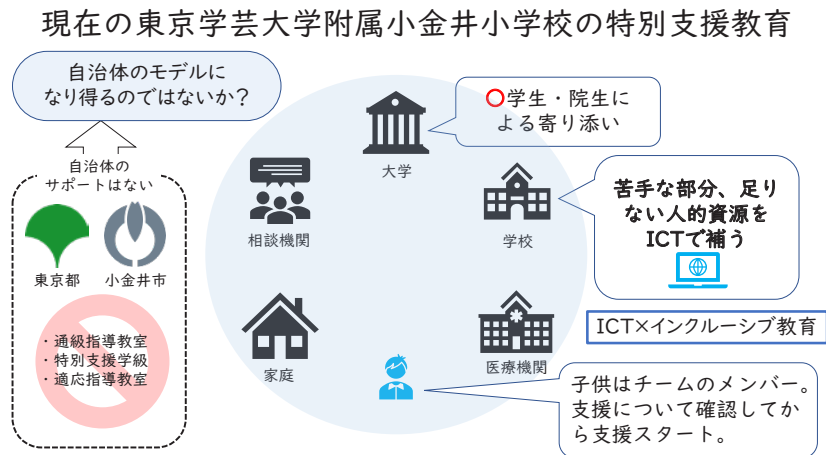 現在の東京学芸大学附属小金井小学校の特別支援教育
自治体のモデルに
なり得るのではないか？
自治体の
サポートはない
東京都
小金井市
・通級指導教室
・特別支援学級
・適応指導教室
大学
〇学生・院生に
よる寄り添い
相談機関
学校
苦手な部分、足り
ない人的資源を
ICTで補う
ICT×インクルーシブ教育
家庭
医療機関
子供はチームのメンバー。
支援について確認してか
ら支援スタート。